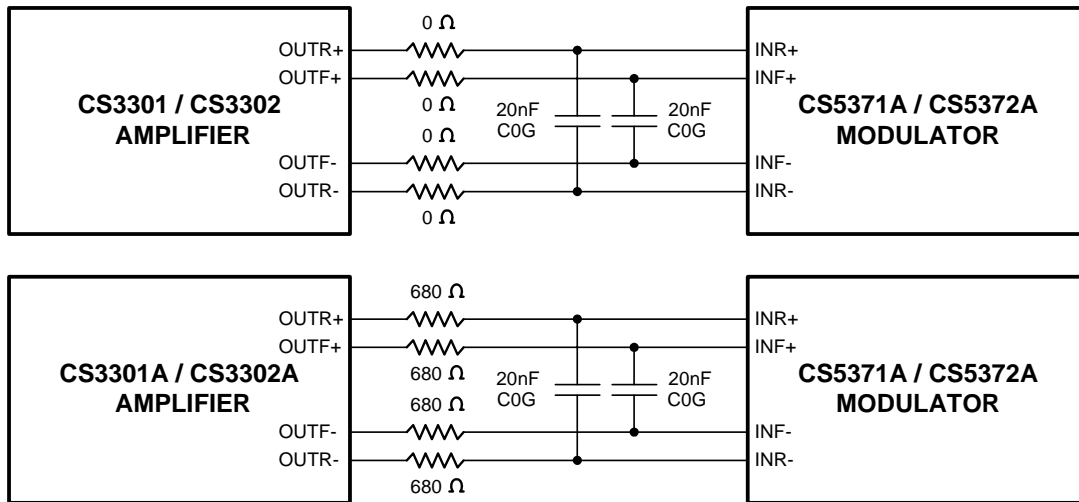 0 Ω
OUTR+ INR+
OUTF+ INF+
0 Ω
CS3301 / CS3302
AMPLIFIER
20nF
C0G
20nF
C0G
CS5371A / CS5372A
MODULATOR
0 Ω
OUTF- INF-
OUTR- INR-
0 Ω
680 Ω
OUTR+ INR+
OUTF+ INF+
680 Ω
CS3301A / CS3302A
AMPLIFIER
20nF
C0G
20nF
C0G
CS5371A / CS5372A
MODULATOR
680 Ω
OUTF- INF-
OUTR- INR-
680 Ω